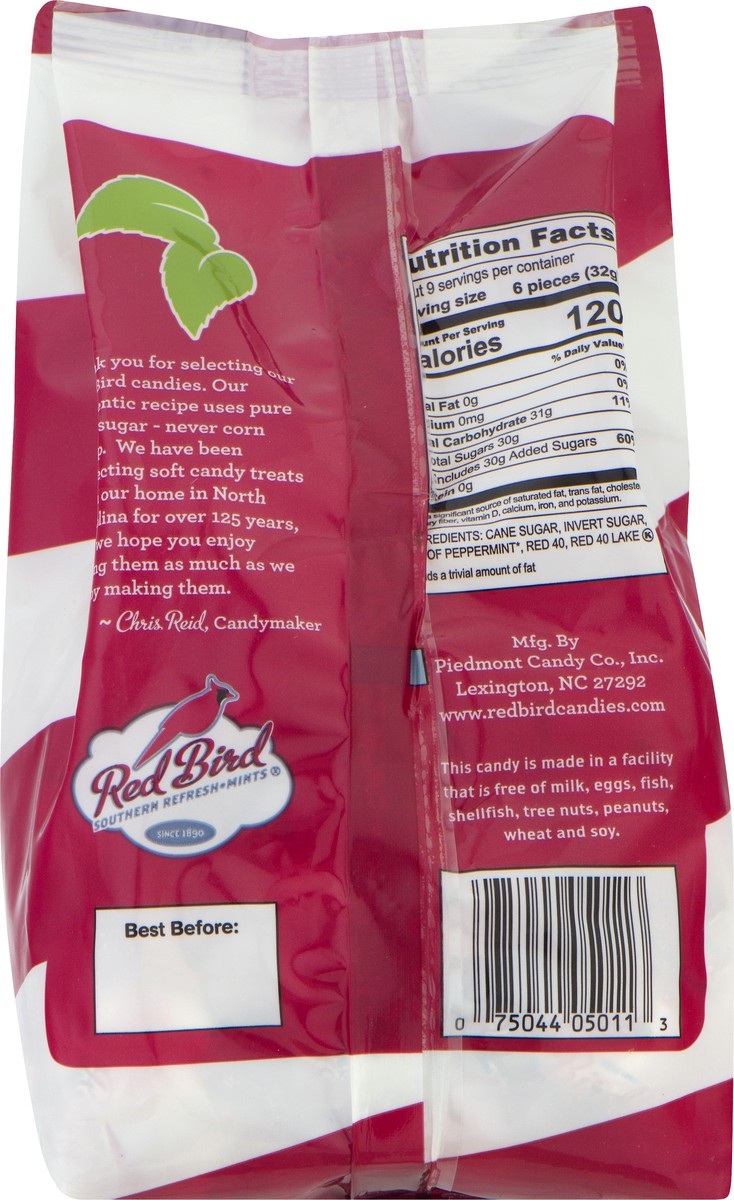 k you for selecting our
Bird candies. Our
entic recipe uses pure
sugar - never corn
p. We have been
cting soft candy treats
our home in North
lina for over 125 years,
we hope you enjoy
ng them as much as we
y making them.
~ Chris Reid, Candymaker
Red Bird
SOUTHERN REFRESH•MINTS ®
SINCE 1890
Best Before:
utrition Facts
ut 9 servings per container
ving size 6 pieces (32g
unt Per Serving
alories 120
% Daily Value
al Fat 0g 0%
ium 0mg 0%
al Carbohydrate 31g 11%
otal Sugars 30g
ncludes 30g Added Sugars 60%
tein 0g
a significant source of saturated fat, trans fat, choleste
ry fiber, vitamin D, calcium, iron, and potassium.
REDIENTS: CANE SUGAR, INVERT SUGAR,
OF PEPPERMINT*, RED 40, RED 40 LAKE Ⓚ
ds a trivial amount of fat
Mfg. By
Piedmont Candy Co., Inc.
Lexington, NC 27292
www.redbirdcandies.com
This candy is made in a facility
that is free of milk, eggs, fish,
shellfish, tree nuts, peanuts,
wheat and soy.
0 75044 05011 3